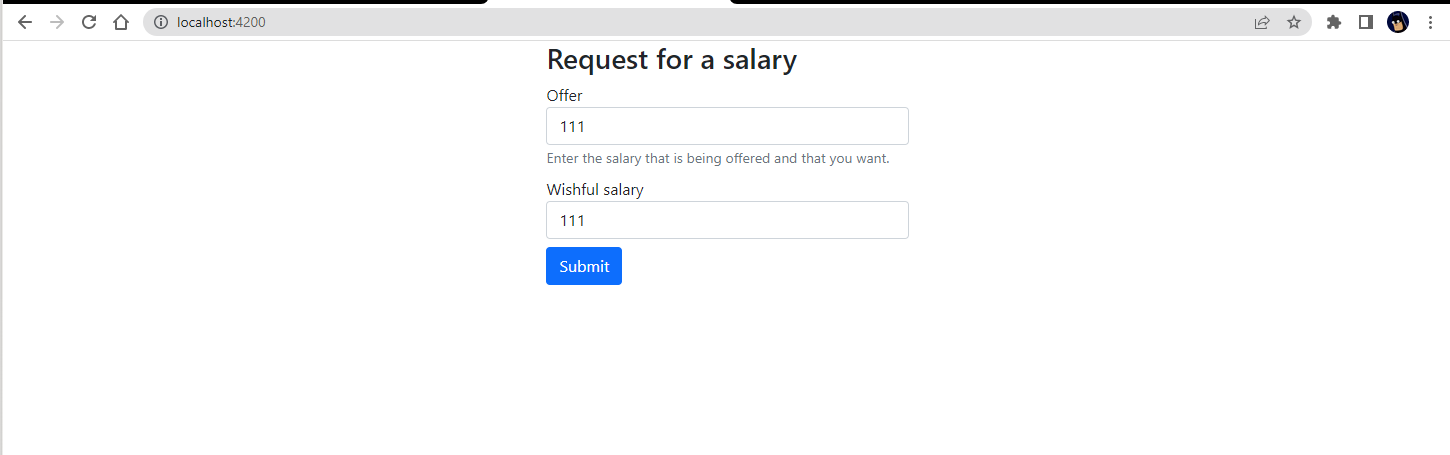 localhost:4200
Request for a salary
Offer
111
Enter the salary that is being offered and that you want.
Wishful salary
111
Submit